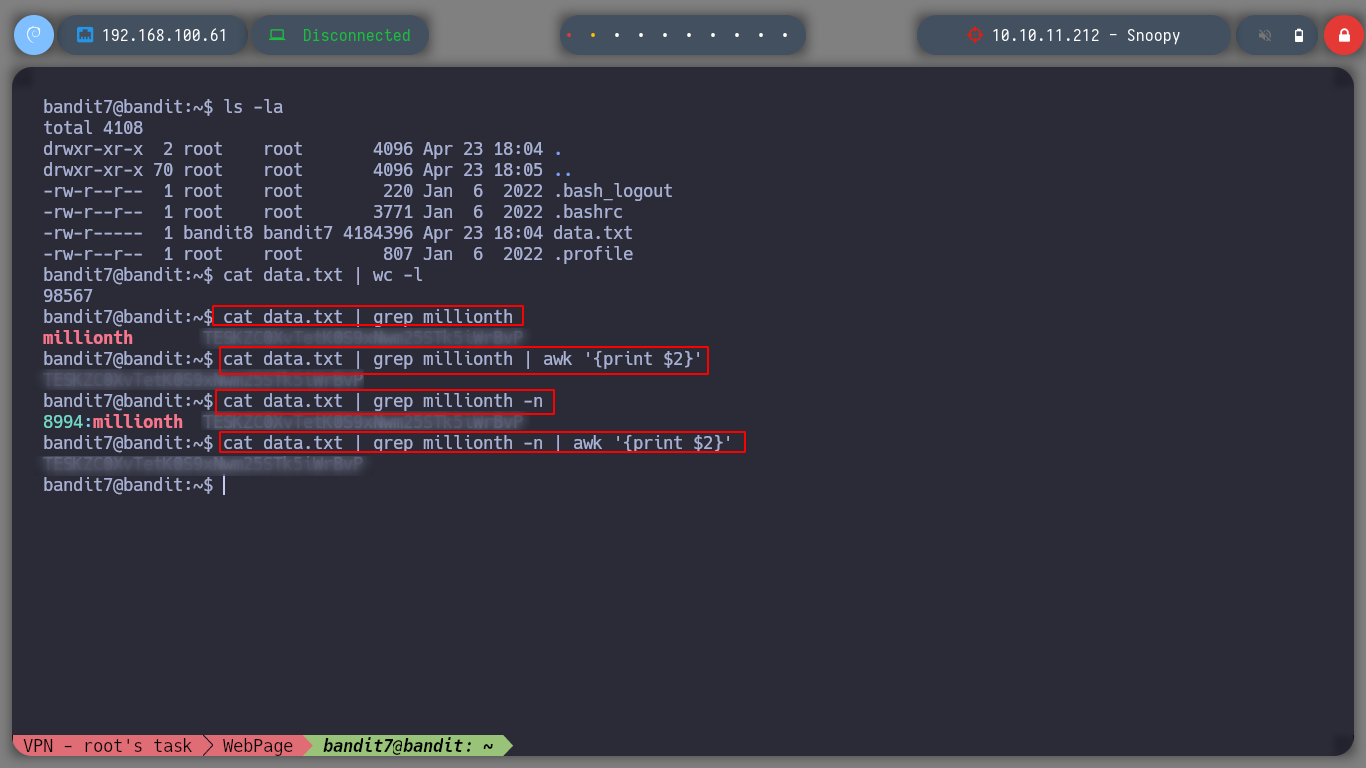 192.168.100.61
Disconnected
10.10.11.212 - Snoopy
bandit7@bandit:~$ ls -la
total 4108
drwxr-xr-x  2 root    root       4096 Apr 23 18:04 .
drwxr-xr-x 70 root    root       4096 Apr 23 18:05 ..
-rw-r--r--  1 root    root        220 Jan  6  2022 .bash_logout
-rw-r--r--  1 root    root       3771 Jan  6  2022 .bashrc
-rw-r-----  1 bandit8 bandit7 4184396 Apr 23 18:04 data.txt
-rw-r--r--  1 root    root        807 Jan  6  2022 .profile
bandit7@bandit:~$ cat data.txt | wc -l
98567
bandit7@bandit:~$ cat data.txt | grep millionth
millionth
bandit7@bandit:~$ cat data.txt | grep millionth | awk '{print $2}'
bandit7@bandit:~$ cat data.txt | grep millionth -n
8994:millionth
bandit7@bandit:~$ cat data.txt | grep millionth -n | awk '{print $2}'
bandit7@bandit:~$
VPN - root's task
WebPage
bandit7@bandit: ~